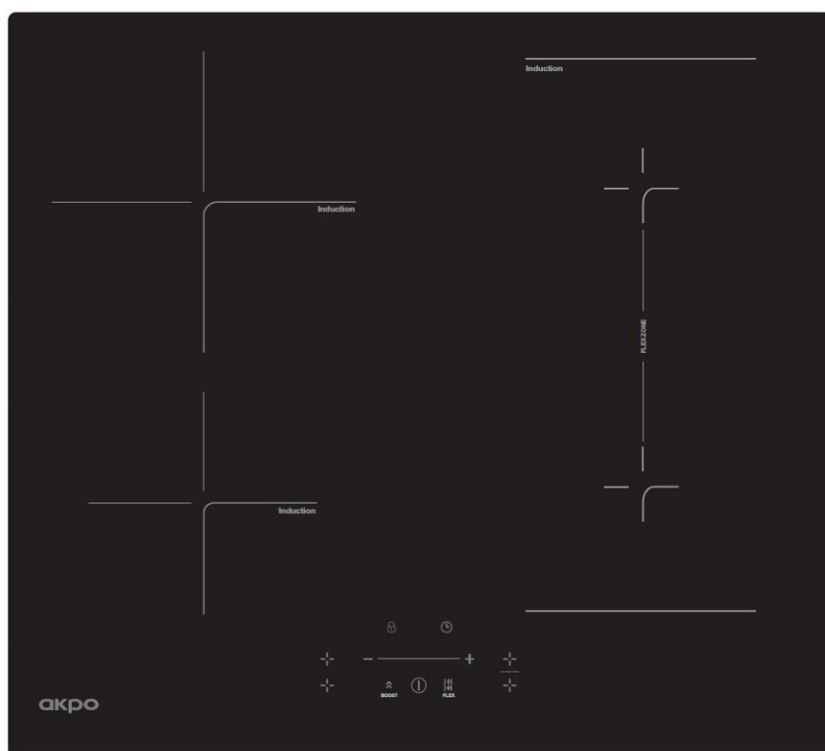 Induction
Induction
FLEXZONE
Induction
BOOST
FLEX
akpo